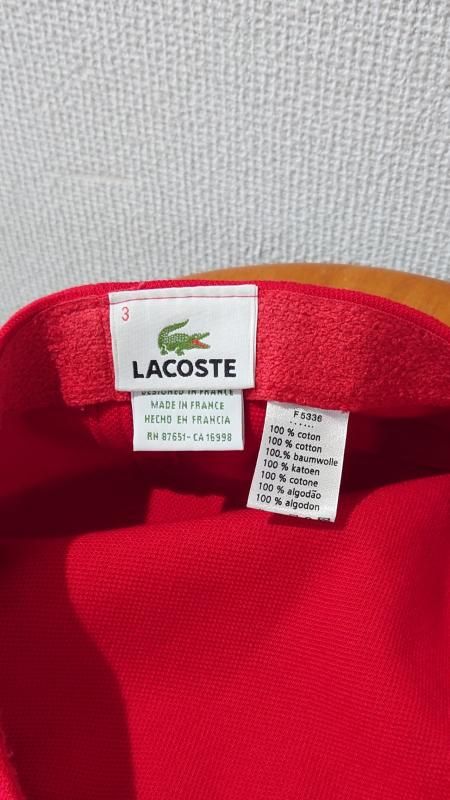 3
LACOSTE
DESIGNED IN FRANCE
MADE IN FRANCE
HECHO EN FRANCIA
RN 87651-CA 16998
F 5336
100 % coton
100 % cotton
100 % baumwolle
100 % katoen
100 % cotone
100 % algodão
100 % algodon